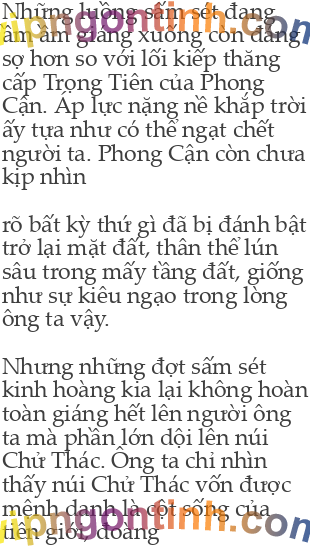 Những luồng sấm sét đang
ầm ầm giáng xuống còn đáng
sợ hơn so với lối kiếp thăng
cấp Trọng Tiên của Phong
Cận. Áp lực nặng nề khắp trời
ấy tựa như có thể ngạt chết
người ta. Phong Cận còn chưa
kịp nhìn
rõ bất kỳ thứ gì đã bị đánh bật
trở lại mặt đất, thân thể lún
sâu trong mấy tầng đất, giống
như sự kiêu ngạo trong lòng
ông ta vậy.
Nhưng những đợt sấm sét
kinh hoàng kia lại không hoàn
toàn giáng hết lên người ông
ta mà phần lớn dội lên núi
Chử Thác. Ông ta chỉ nhìn
thấy núi Chử Thác vốn được
mệnh danh là cột sống của
tiên giới, đoàng
vipngontinh.com
vipngontinh.com